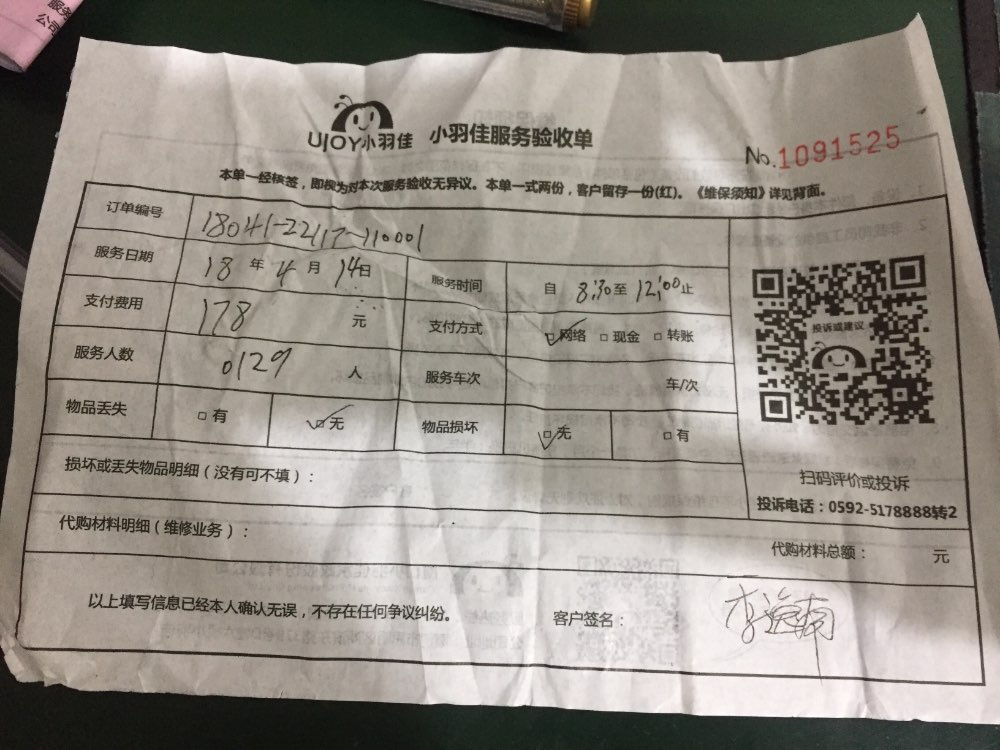 服务
公司
UJOY小羽佳 小羽佳服务验收单
No.1091525
本单一经核签，即视为对本次服务验收无异议。本单一式两份，客户留存一份(红)。《维保须知》详见背面。
订单编号 18041-22117-110001
服务日期 18 年 4 月 14日 服务时间 自 8:30至 12:00止
支付费用 178 元 支付方式 ☑网络 □现金 □转账
服务人数 0129 人 服务车次 车/次
物品丢失 □有 ☑无 物品损坏 ☑无 □有
投诉或建议
扫码评价或投诉
投诉电话：0592-5178888转2
损坏或丢失物品明细（没有可不填）：
代购材料明细（维修业务）：
代购材料总额： 元
以上填写信息已经本人确认无误，不存在任何争议纠纷。 客户签名：